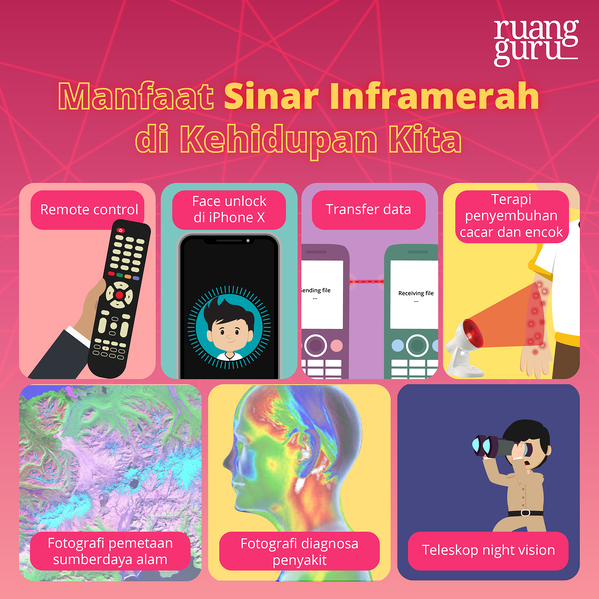 ruang
guru
Manfaat Sinar Inframerah
di Kehidupan Kita
Remote control
Face unlock
di iPhone X
Transfer data
Terapi
penyembuhan
cacar dan encok
ending file
...
Receiving file
...
Fotografi pemetaan
sumberdaya alam
Fotografi diagnosa
penyakit
Teleskop night vision